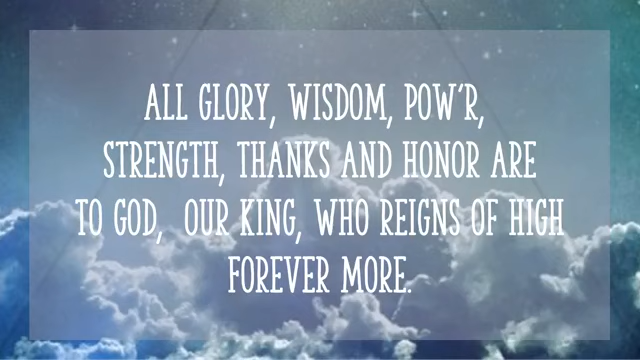 ALL GLORY, WISDOM, POW'R,
STRENGTH, THANKS AND HONOR ARE
TO GOD,  OUR KING, WHO REIGNS OF HIGH
FOREVER MORE.